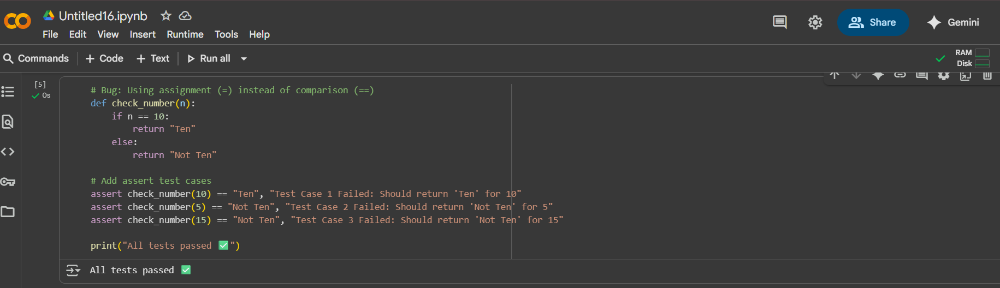 Untitled16.ipynb
File Edit View Insert Runtime Tools Help
Share
Gemini
Commands + Code + Text Run all
RAM
Disk
[5]
0s
# Bug: Using assignment (=) instead of comparison (==)
def check_number(n):
    if n == 10:
        return "Ten"
    else:
        return "Not Ten"
# Add assert test cases
assert check_number(10) == "Ten", "Test Case 1 Failed: Should return 'Ten' for 10"
assert check_number(5) == "Not Ten", "Test Case 2 Failed: Should return 'Not Ten' for 5"
assert check_number(15) == "Not Ten", "Test Case 3 Failed: Should return 'Not Ten' for 15"
print("All tests passed ✅")
All tests passed ✅